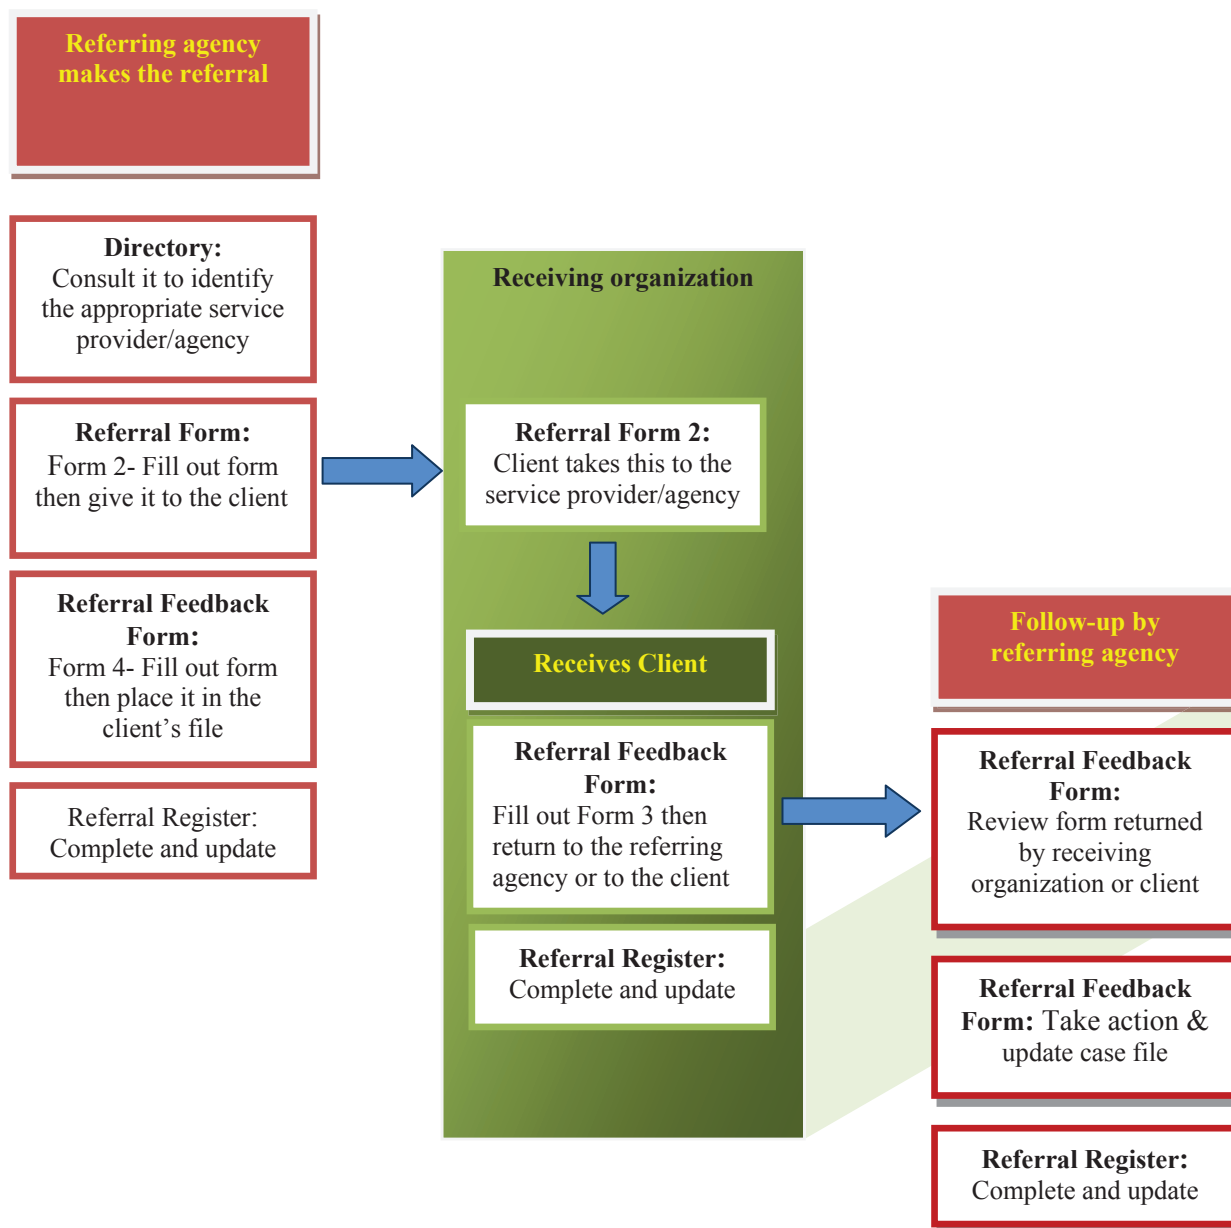 Referring agency
makes the referral
Directory:
Consult it to identify
the appropriate service
provider/agency
Referral Form:
Form 2- Fill out form
then give it to the client
Referral Feedback
Form:
Form 4- Fill out form
then place it in the
client’s file
Referral Register:
Complete and update
Receiving organization
Referral Form 2:
Client takes this to the
service provider/agency
Receives Client
Referral Feedback
Form:
Fill out Form 3 then
return to the referring
agency or to the client
Referral Register:
Complete and update
Follow-up by
referring agency
Referral Feedback
Form:
Review form returned
by receiving
organization or client
Referral Feedback
Form: Take action &
update case file
Referral Register:
Complete and update